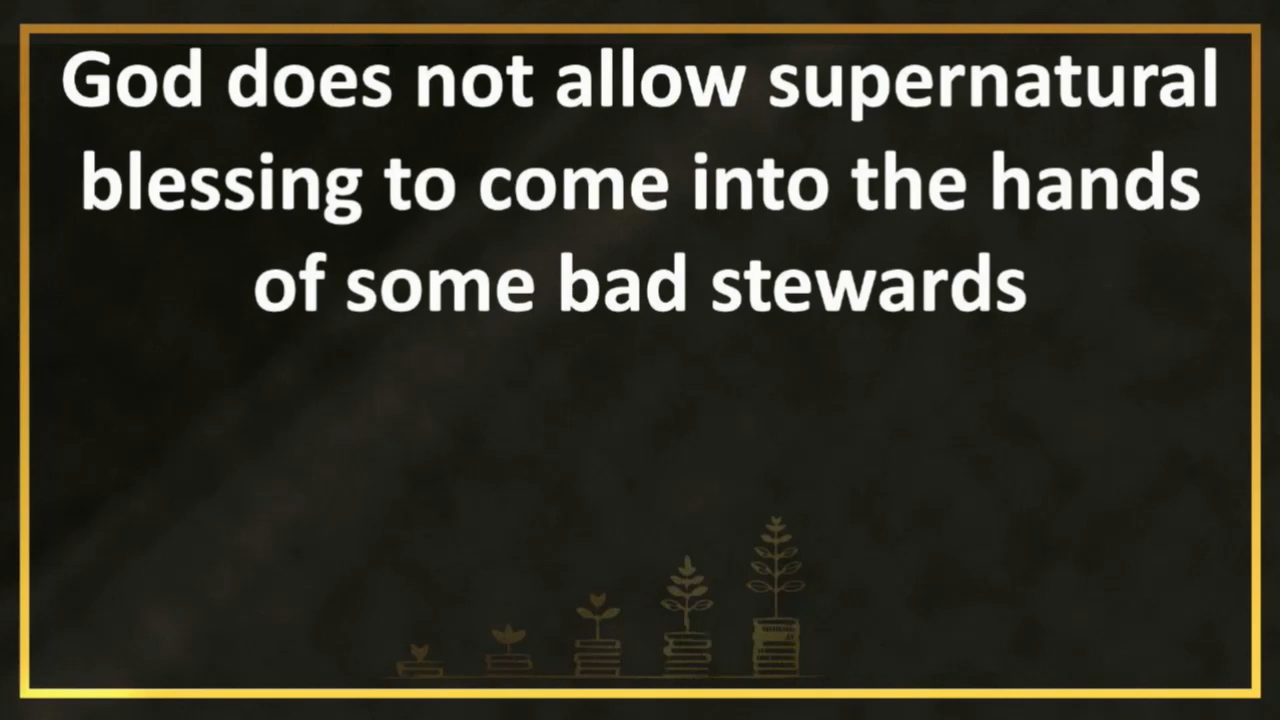 God does not allow supernatural
blessing to come into the hands
of some bad stewards